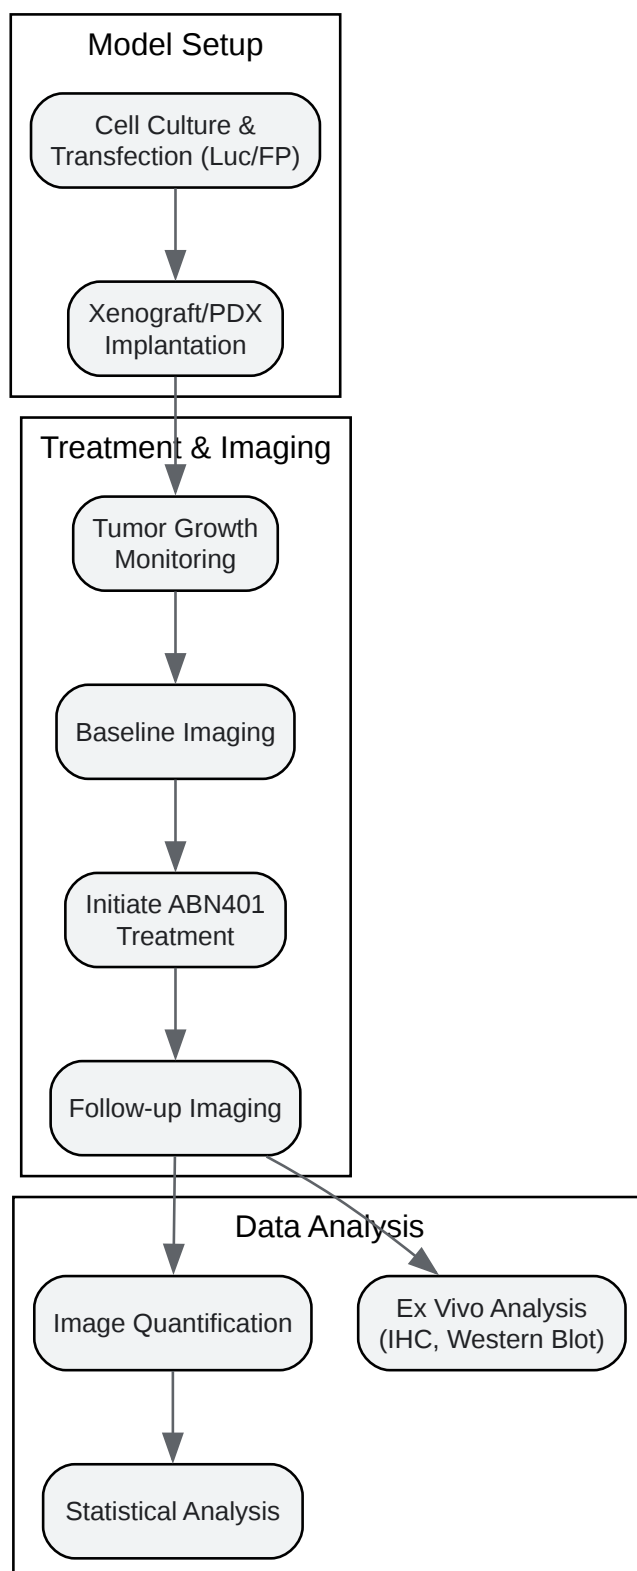 Model Setup
Cell Culture &
Transfection (Luc/FP)
Xenograft/PDX
Implantation
Treatment & Imaging
Tumor Growth
Monitoring
Baseline Imaging
Initiate ABN401
Treatment
Follow-up Imaging
Data Analysis
Image Quantification
Ex Vivo Analysis
(IHC, Western Blot)
Statistical Analysis